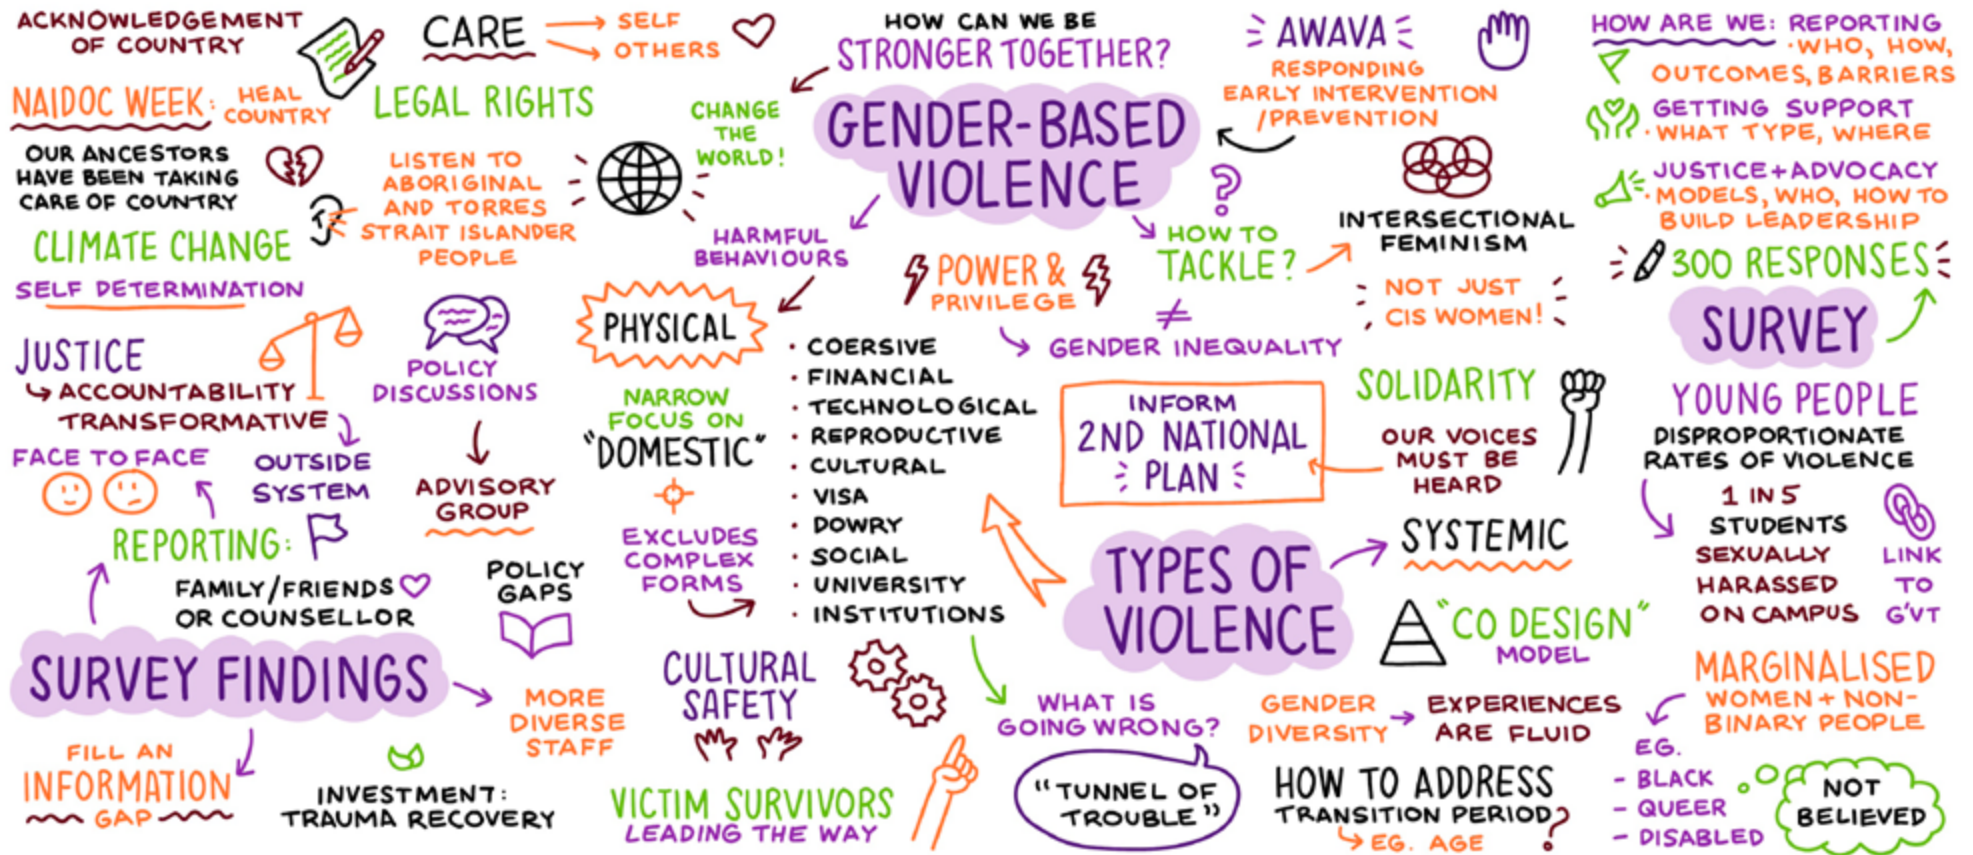 ACKNOWLEDGEMENT
OF COUNTRY
NAIDOC WEEK:
HEAL
COUNTRY
OUR ANCESTORS
HAVE BEEN TAKING
CARE OF COUNTRY
CLIMATE CHANGE
SELF DETERMINATION
CARE
SELF
OTHERS
LEGAL RIGHTS
LISTEN TO
ABORIGINAL
AND TORRES
STRAIT ISLANDER
PEOPLE
JUSTICE
ACCOUNTABILITY
TRANSFORMATIVE
FACE TO FACE
OUTSIDE
SYSTEM
POLICY
DISCUSSIONS
ADVISORY
GROUP
REPORTING:
FAMILY/FRIENDS
OR COUNSELLOR
POLICY
GAPS
SURVEY FINDINGS
MORE
DIVERSE
STAFF
FILL AN
INFORMATION
GAP
INVESTMENT:
TRAUMA RECOVERY
HOW CAN WE BE
STRONGER TOGETHER?
CHANGE
THE
WORLD!
GENDER-BASED
VIOLENCE
HARMFUL
BEHAVIOURS
POWER &
PRIVILEGE
HOW TO
TACKLE?
≠
GENDER INEQUALITY
PHYSICAL
NARROW
FOCUS ON
"DOMESTIC"
EXCLUDES
COMPLEX
FORMS
• COERSIVE
• FINANCIAL
• TECHNOLOGICAL
• REPRODUCTIVE
• CULTURAL
• VISA
• DOWRY
• SOCIAL
• UNIVERSITY
• INSTITUTIONS
CULTURAL
SAFETY
VICTIM SURVIVORS
LEADING THE WAY
AWAVA
RESPONDING
EARLY INTERVENTION
/PREVENTION
?
INTERSECTIONAL
FEMINISM
NOT JUST
CIS WOMEN!
INFORM
2ND NATIONAL
PLAN
SOLIDARITY
OUR VOICES
MUST BE
HEARD
TYPES OF
VIOLENCE
SYSTEMIC
"CO DESIGN"
MODEL
WHAT IS
GOING WRONG?
"TUNNEL OF
TROUBLE"
GENDER
DIVERSITY
EXPERIENCES
ARE FLUID
HOW TO ADDRESS
TRANSITION PERIOD?
EG. AGE
HOW ARE WE: REPORTING
• WHO, HOW,
OUTCOMES, BARRIERS
GETTING SUPPORT
• WHAT TYPE, WHERE
JUSTICE + ADVOCACY
• MODELS, WHO, HOW TO
BUILD LEADERSHIP
300 RESPONSES
SURVEY
YOUNG PEOPLE
DISPROPORTIONATE
RATES OF VIOLENCE
1 IN 5
STUDENTS
SEXUALLY
HARASSED
ON CAMPUS
LINK
TO
G'VT
MARGINALISED
WOMEN + NON-
BINARY PEOPLE
EG.
- BLACK
- QUEER
- DISABLED
NOT
BELIEVED